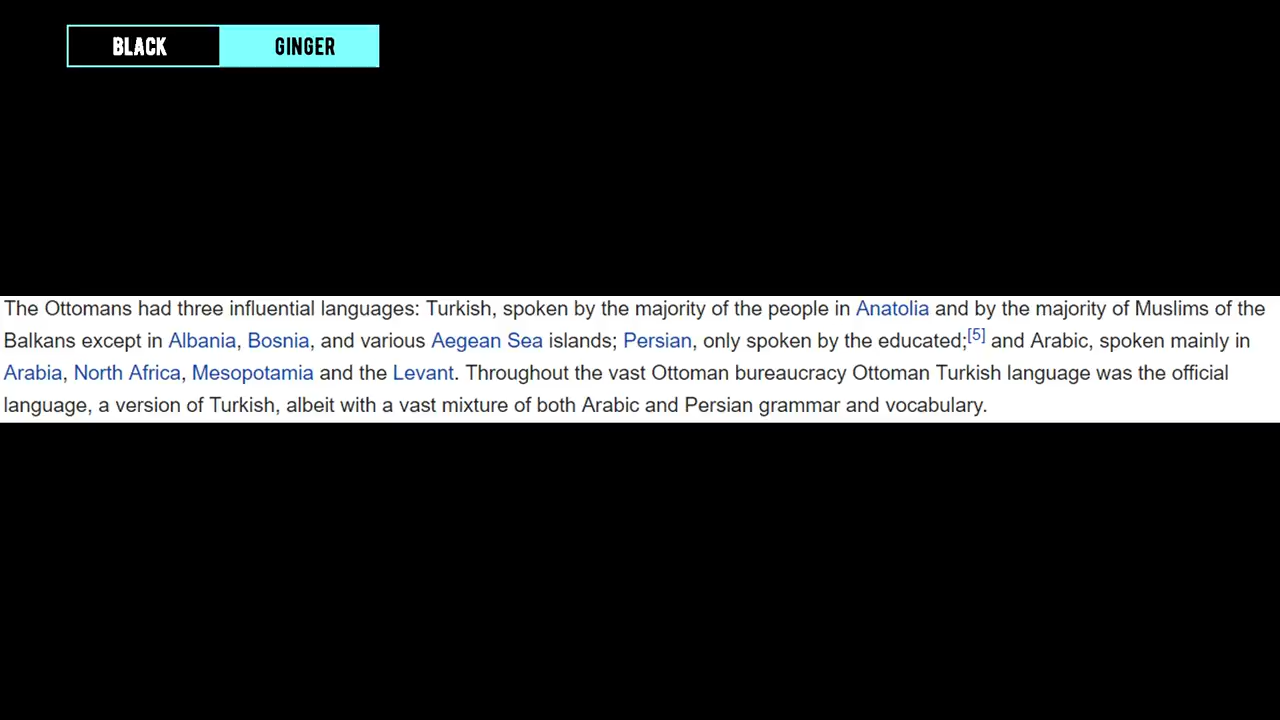 BLACK GINGER
The Ottomans had three influential languages: Turkish, spoken by the majority of the people in Anatolia and by the majority of Muslims of the
Balkans except in Albania, Bosnia, and various Aegean Sea islands; Persian, only spoken by the educated;[5] and Arabic, spoken mainly in
Arabia, North Africa, Mesopotamia and the Levant. Throughout the vast Ottoman bureaucracy Ottoman Turkish language was the official
language, a version of Turkish, albeit with a vast mixture of both Arabic and Persian grammar and vocabulary.